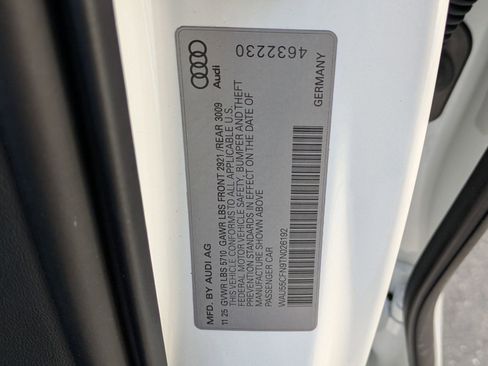 MFD. BY AUDI AG
11 25 GVWR LBS 5710 GAWR LBS FRONT 2921 /REAR 3009
THIS VEHICLE CONFORMS TO ALL APPLICABLE U.S.
FEDERAL MOTOR VEHICLE SAFETY, BUMPER AND THEFT
PREVENTION STANDARDS IN EFFECT ON THE DATE OF
MANUFACTURE SHOWN ABOVE
PASSENGER CAR
WAU55CFN9TN026192
GERMANY
Audi
4632230